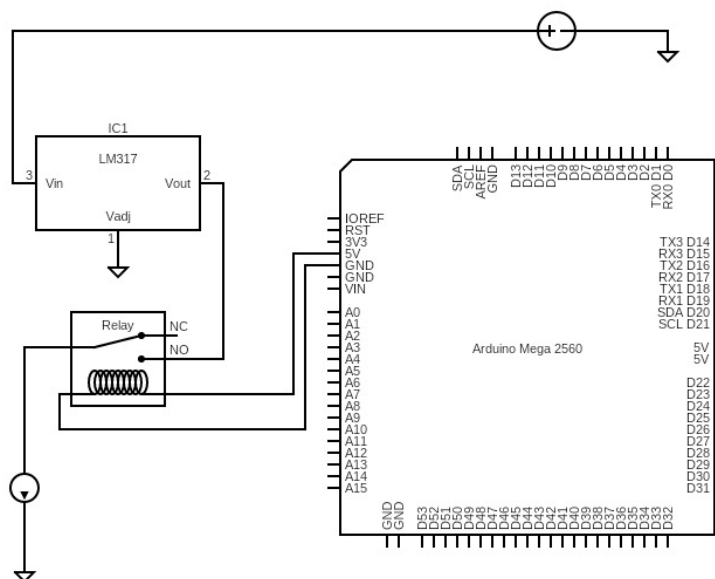 IC1
LM317
3
Vin
Vout
2
Vadj
1
Relay
NC
NO
SDA
SCL
AREF
GND
D13
D12
D11
D10
D9
D8
D7
D6
D5
D4
D3
D2
TX0 D1
RX0 D0
IOREF
RST
3V3
5V
GND
GND
VIN
A0
A1
A2
A3
A4
A5
A6
A7
A8
A9
A10
A11
A12
A13
A14
A15
Arduino Mega 2560
TX3 D14
RX3 D15
TX2 D16
RX2 D17
TX1 D18
RX1 D19
SDA D20
SCL D21
5V
5V
D22
D23
D24
D25
D26
D27
D28
D29
D30
D31
GND
GND
D53
D52
D51
D50
D49
D48
D47
D46
D45
D44
D43
D42
D41
D40
D39
D38
D37
D36
D35
D34
D33
D32